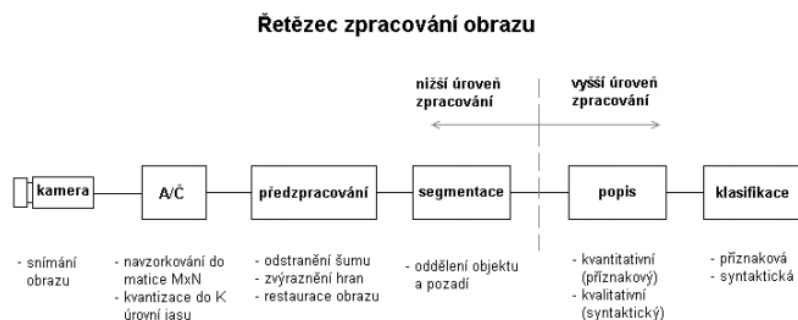 Řetězec zpracování obrazu
nižší úroveň
zpracování
vyšší úroveň
zpracování
kamera
A/Č
předzpracování
segmentace
popis
klasifikace
- snímání
obrazu
- navzorkování do
matice MxN
- kvantizace do K
úrovní jasu
- odstranění šumu
- zvýraznění hran
- restaurace obrazu
- oddělení objektu
a pozadí
- kvantitativní
(příznakový)
- kvalitativní
(syntaktický)
- příznaková
- syntaktická